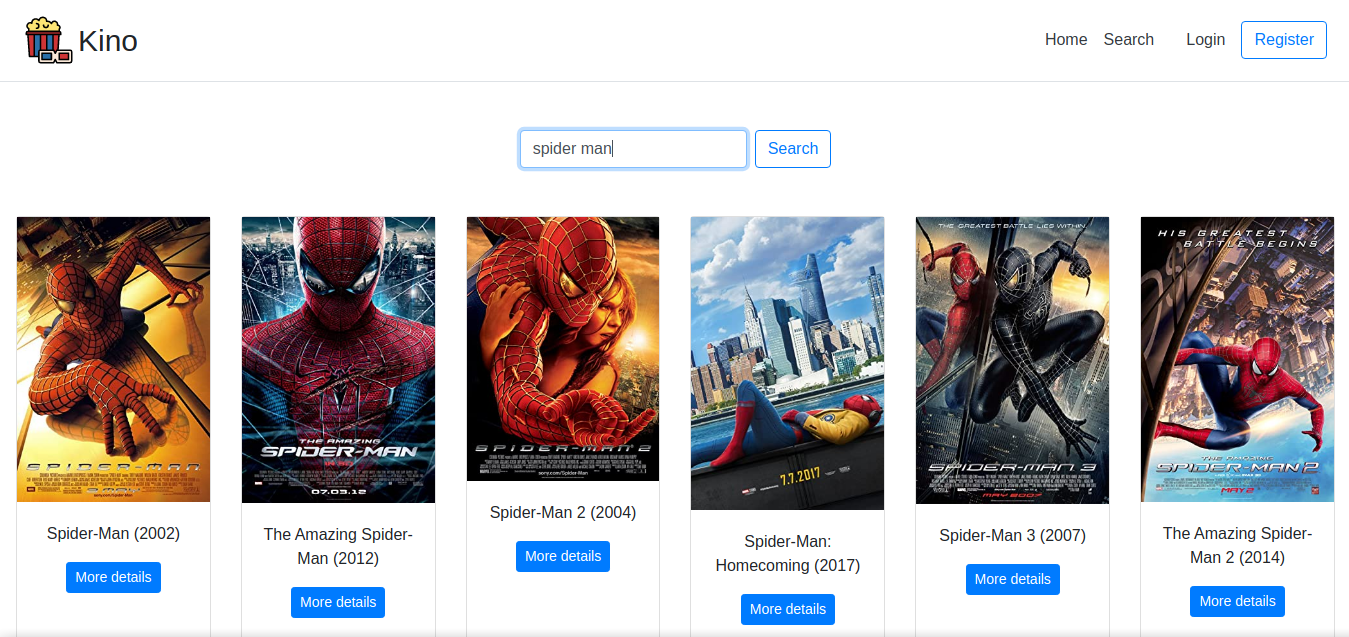 Kino
Home Search Login Register
spider man
Search
SPIDER-MAN
Spider-Man (2002)
More details
THE AMAZING
SPIDER-MAN
07.03.12
The Amazing Spider-
Man (2012)
More details
SPIDER-MAN 2
Spider-Man 2 (2004)
More details
7.7.2017
Spider-Man:
Homecoming (2017)
More details
THE GREATEST BATTLE LIES WITHIN.
SPIDER-MAN 3
MAY 2007
Spider-Man 3 (2007)
More details
HIS GREATEST
BATTLE BEGINS
THE AMAZING
SPIDER-MAN 2
MAY 2
The Amazing Spider-
Man 2 (2014)
More details